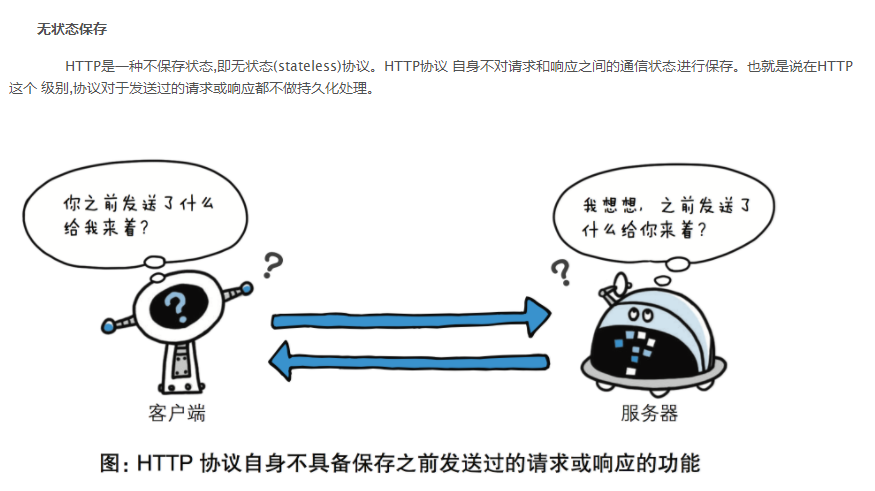 无状态保存
HTTP是一种不保存状态,即无状态(stateless)协议。HTTP协议 自身不对请求和响应之间的通信状态进行保存。也就是说在HTTP
这个 级别,协议对于发送过的请求或响应都不做持久化处理。
你之前发送了什么
给我来着?
我想想,之前发送了
什么给你来着?
?
?
?
客户端
服务器
图: HTTP 协议自身不具备保存之前发送过的请求或响应的功能